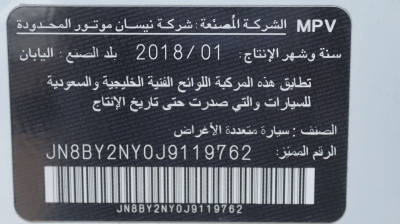 MPV الشركة المصنعة: شركة نيسان موتور المحدودة
سنة وشهر الإنتاج: 2018/01 بلد الصنع: اليابان
تطابق هذه المركبة اللوائح الفنية الخليجية والسعودية
للسيارات والتي صدرت حتى تاريخ الإنتاج
الصنف: سيارة متعددة الأغراض
الرقم المميز: JN8BY2NY0J9119762
JN8BY2NY0J9119762